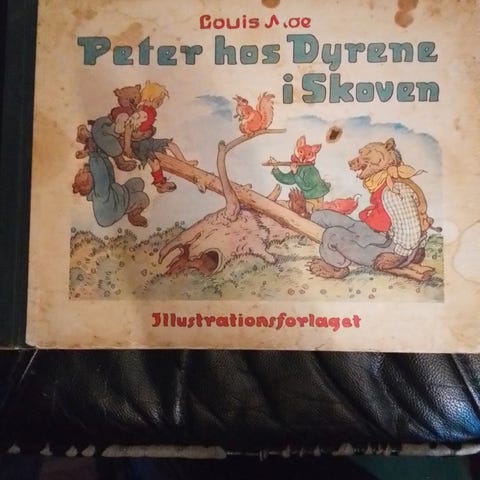 Louis Moe
Peter hos Dyrene
i Skoven
Illustrationsforlaget